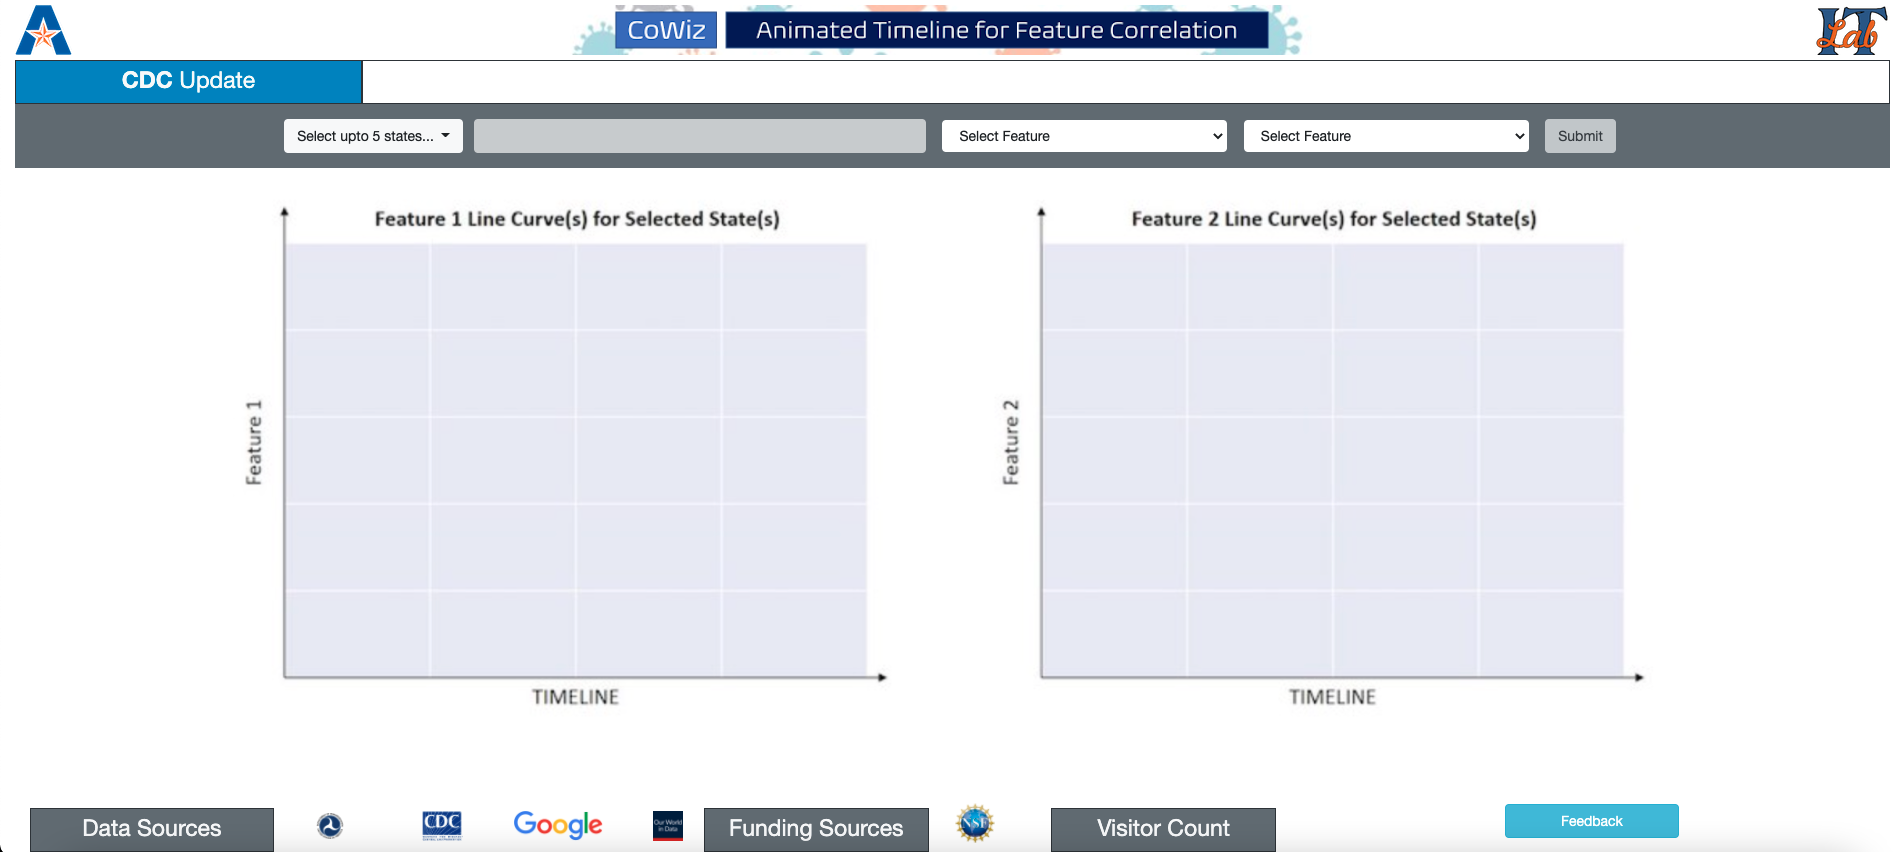 CoWiz Animated Timeline for Feature Correlation
IT Lab
CDC Update
Select upto 5 states... Select Feature Select Feature Submit
Feature 1 Line Curve(s) for Selected State(s)
Feature 1
TIMELINE
Feature 2 Line Curve(s) for Selected State(s)
Feature 2
TIMELINE
Data Sources
CDC
Google
Our World
in Data
Funding Sources
NSF
Visitor Count
Feedback